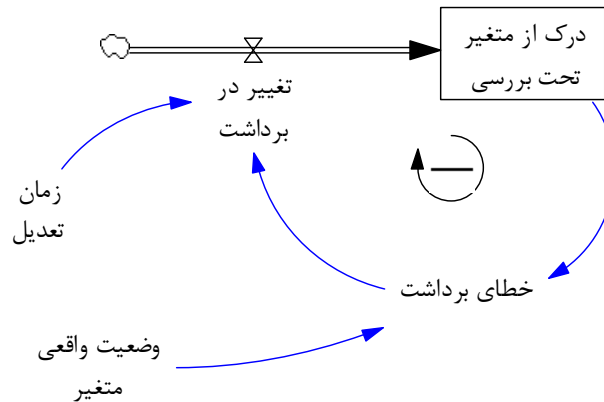 درک از متغیر
تحت بررسی
تغییر در
برداشت
زمان
تعدیل
خطای برداشت
وضعیت واقعی
متغیر